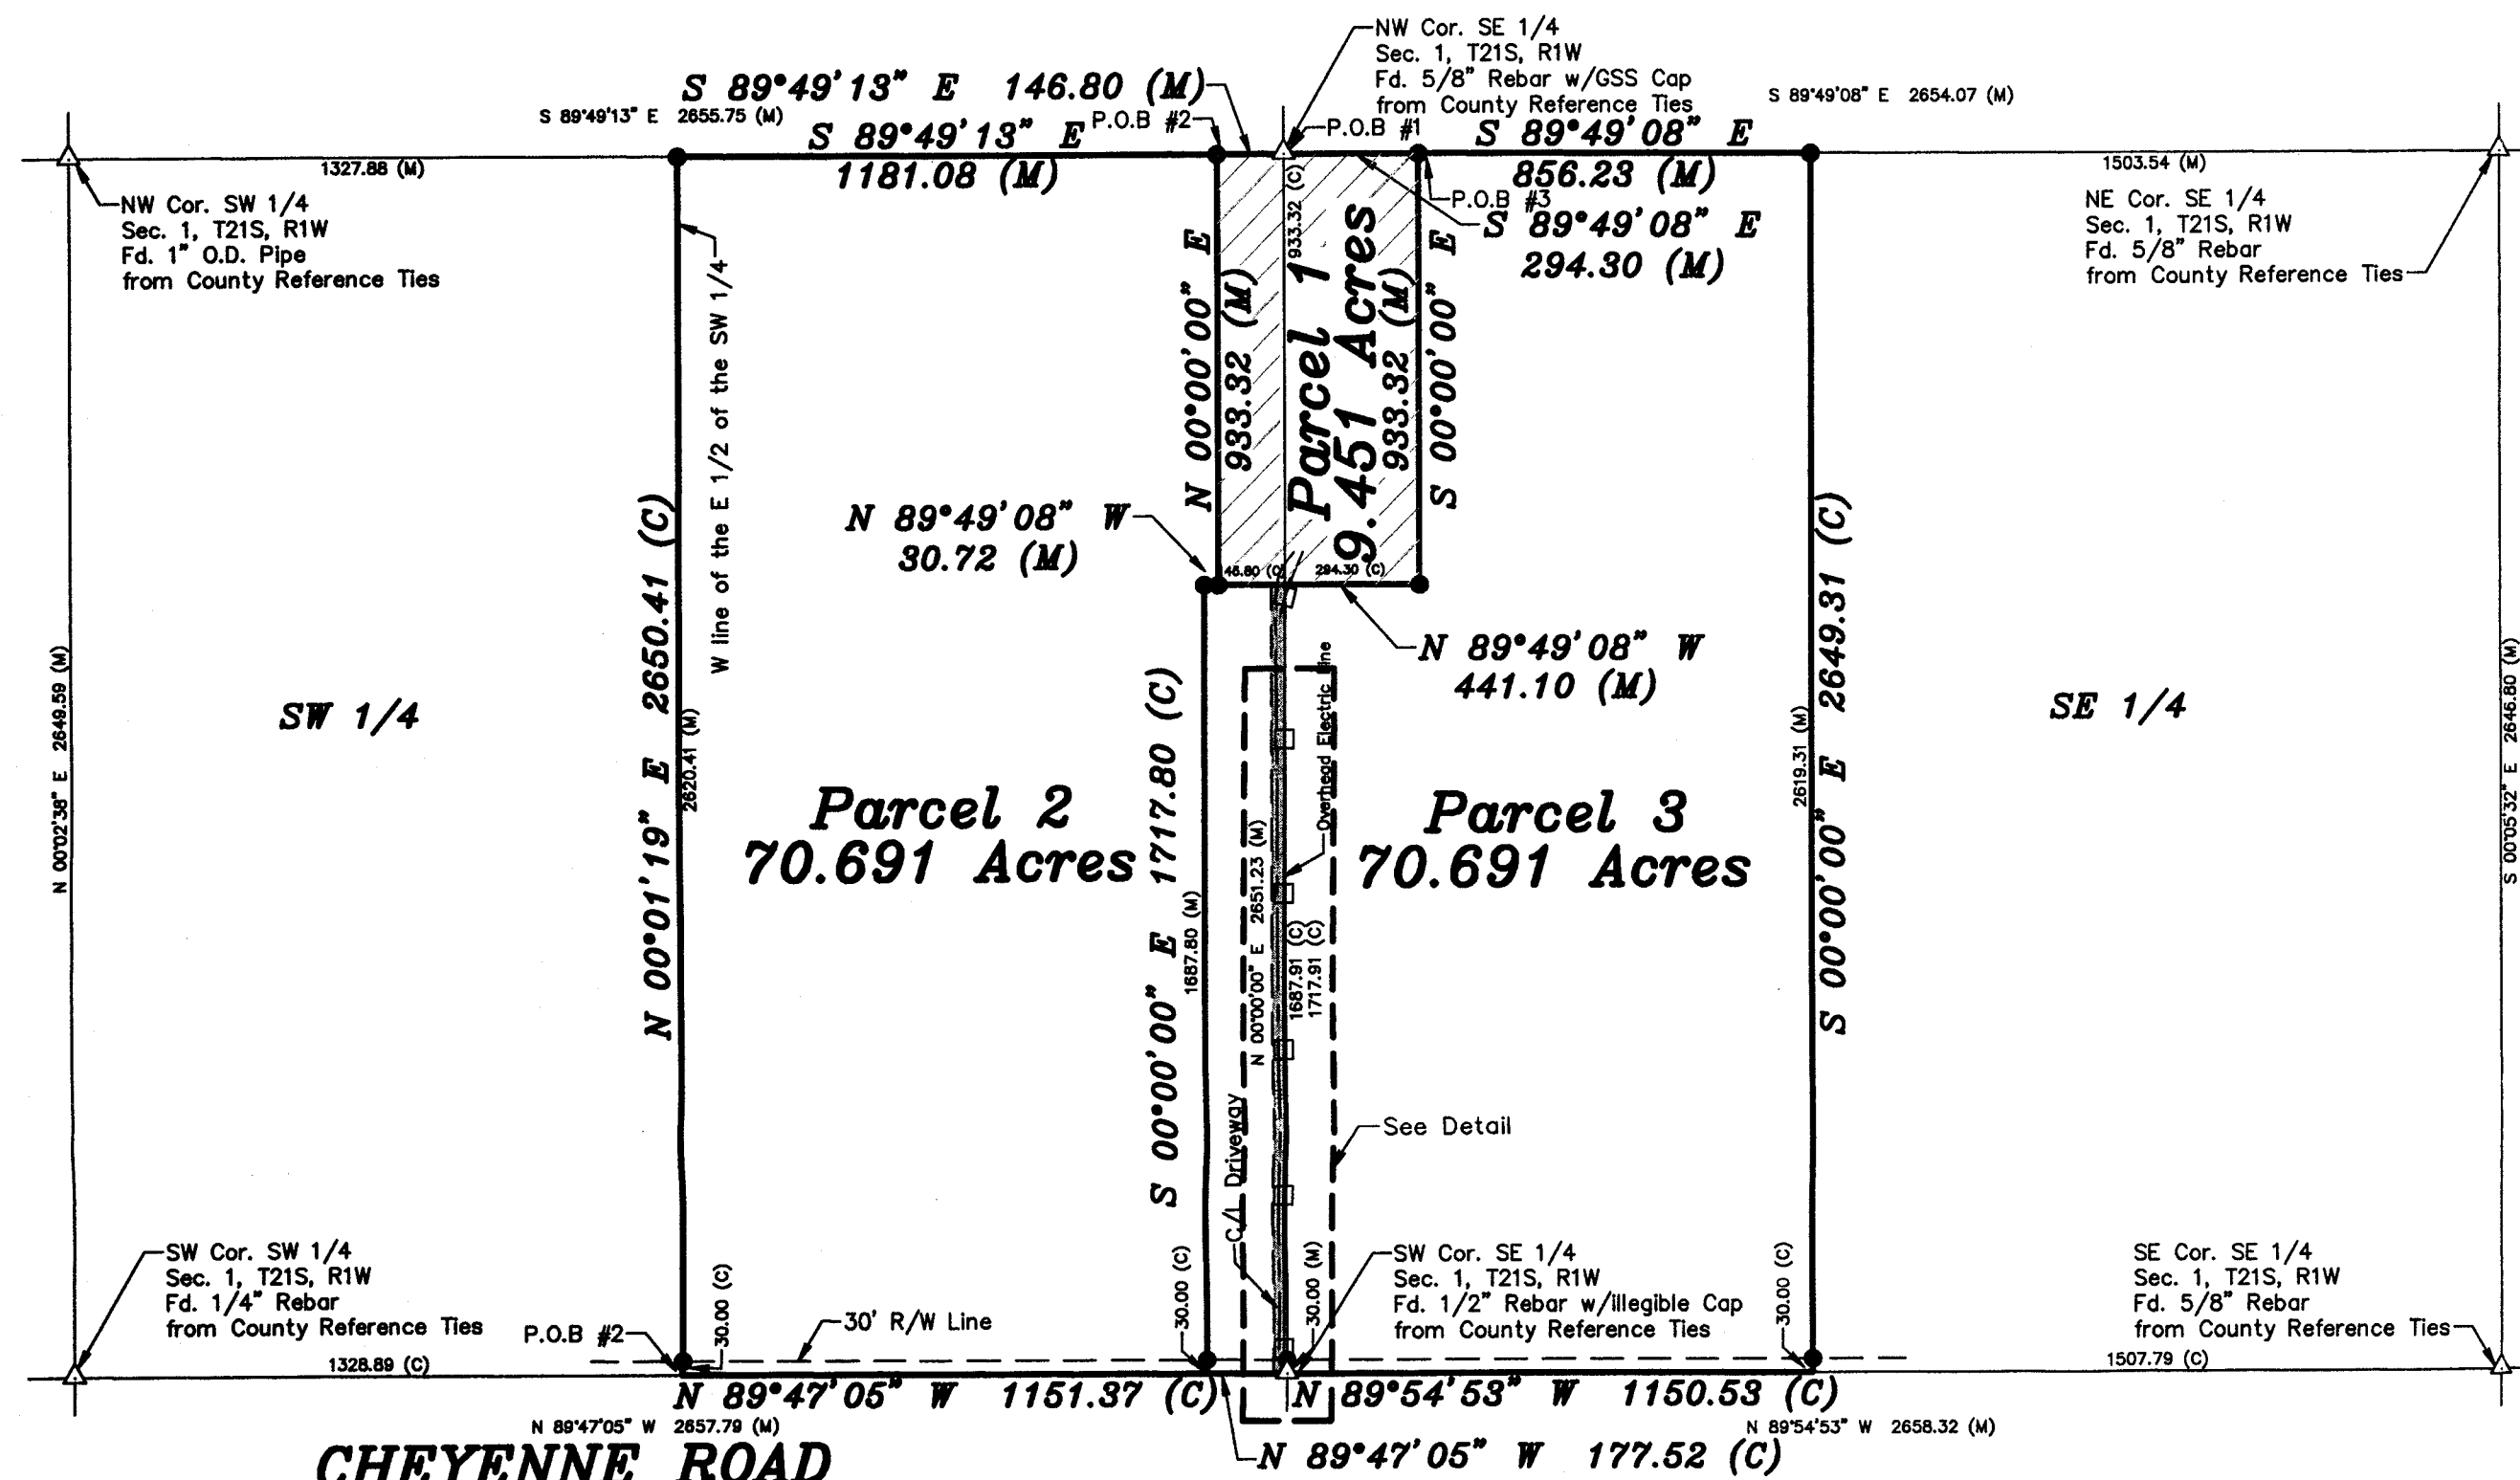 NW Cor. SE 1/4
Sec. 1, T21S, R1W
Fd. 5/8" Rebar w/GSS Cap
from County Reference Ties
S 89°49'13" E 146.80 (M)
S 89°49'13" E 2655.75 (M)
P.O.B #2
P.O.B #1
S 89°49'08" E 2654.07 (M)
S 89°49'13" E
1181.08 (M)
S 89°49'08" E
856.23 (M)
1327.88 (M)
1503.54 (M)
NW Cor. SW 1/4
Sec. 1, T21S, R1W
Fd. 1" O.D. Pipe
from County Reference Ties
P.O.B #3
S 89°49'08" E
294.30 (M)
NE Cor. SE 1/4
Sec. 1, T21S, R1W
Fd. 5/8" Rebar
from County Reference Ties
W line of the E 1/2 of the SW 1/4
N 00°00'00" E
933.32 (M)
933.32 (C)
Parcel 1
9.451 Acres
933.32 (M)
S 00°00'00" E
N 89°49'08" W
30.72 (M)
46.80 (C)
294.30 (C)
N 89°49'08" W
441.10 (M)
N 00°02'38" E 2649.59 (M)
SW 1/4
N 00°01'19" E 2650.41 (C)
2620.41 (M)
Parcel 2
70.691 Acres
S 00°00'00" E 1717.80 (C)
1687.80 (M)
N 00°00'00" E 2651.23 (M)
Overhead Electric Line
1687.91 (C)
1717.91 (C)
Parcel 3
70.691 Acres
2619.31 (M)
S 00°00'00" E 2649.31 (C)
SE 1/4
S 00°05'32" E 2646.80 (M)
See Detail
C/L Driveway
SW Cor. SW 1/4
Sec. 1, T21S, R1W
Fd. 1/4" Rebar
from County Reference Ties
P.O.B #2
30.00 (C)
30' R/W Line
30.00 (C)
30.00 (M)
SW Cor. SE 1/4
Sec. 1, T21S, R1W
Fd. 1/2" Rebar w/illegible Cap
from County Reference Ties
30.00 (C)
SE Cor. SE 1/4
Sec. 1, T21S, R1W
Fd. 5/8" Rebar
from County Reference Ties
1328.89 (C)
1507.79 (C)
N 89°47'05" W 1151.37 (C)
N 89°54'53" W 1150.53 (C)
N 89°47'05" W 2657.79 (M)
N 89°54'53" W 2658.32 (M)
CHEYENNE ROAD
N 89°47'05" W 177.52 (C)